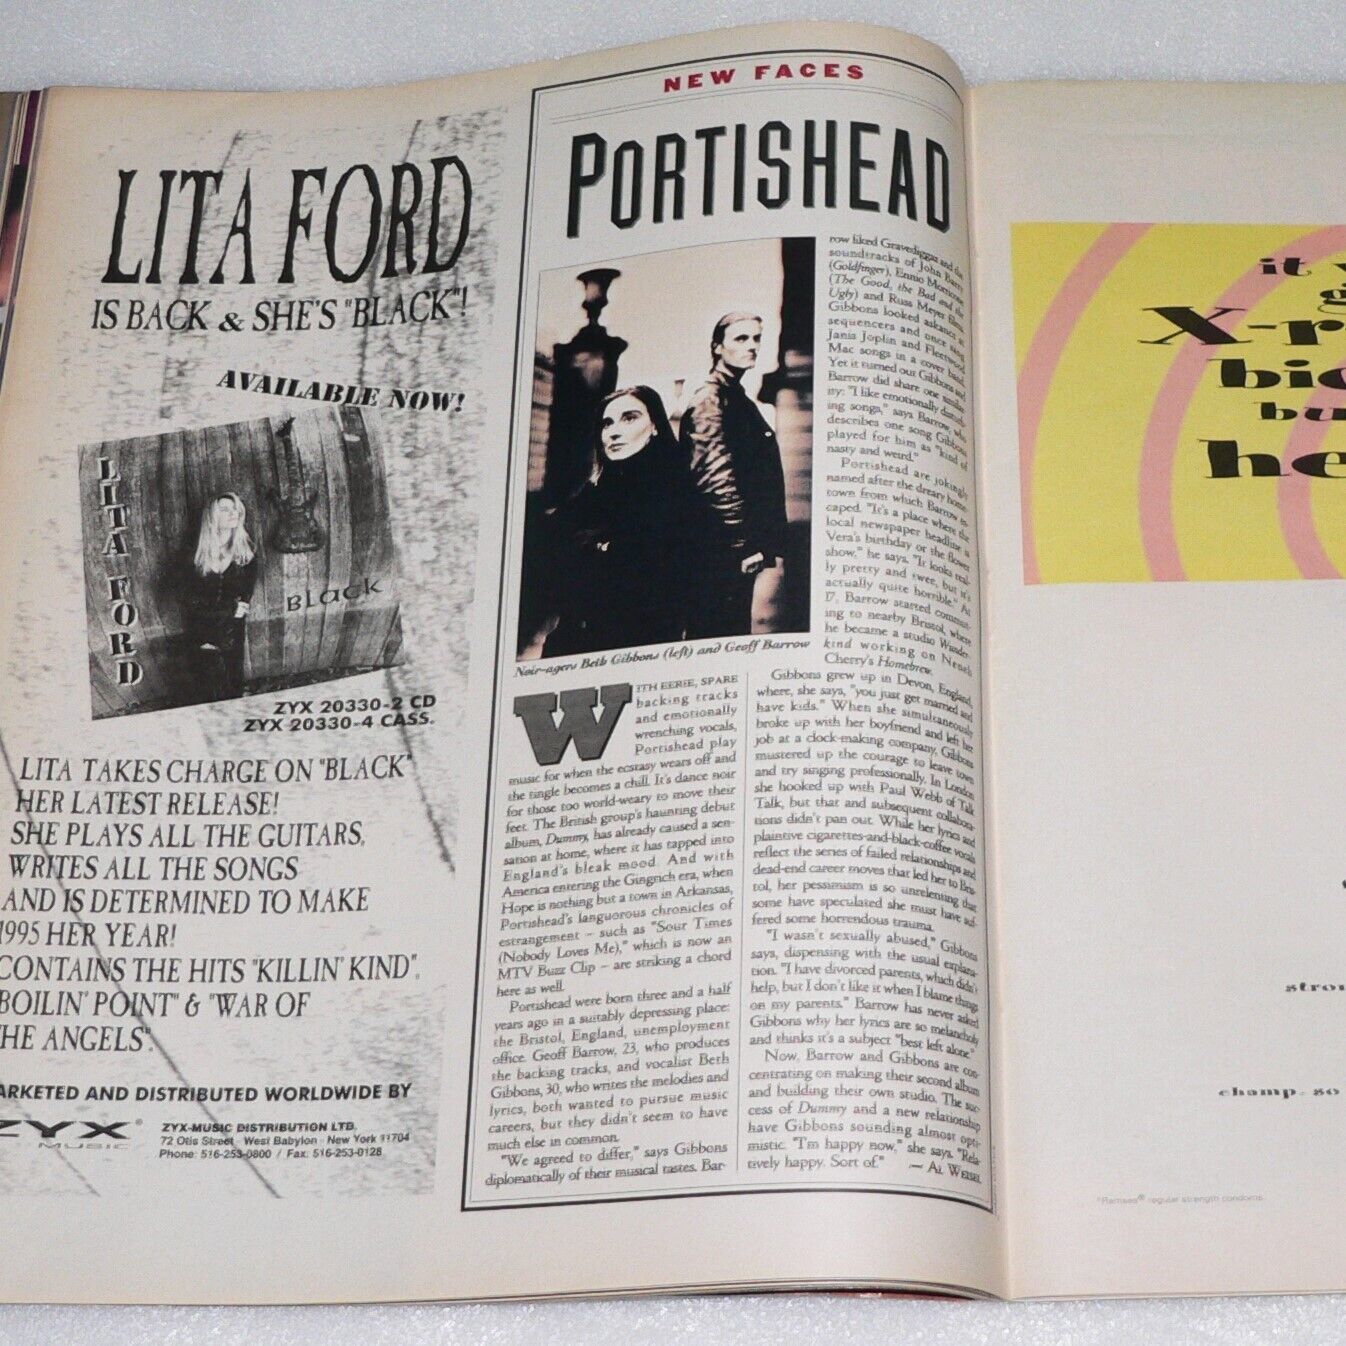 LITA FORD
IS BACK & SHE'S "BLACK"!
AVAILABLE NOW!
LITA FORD
BLACK
ZYX 20330-2 CD
ZYX 20330-4 CASS.
LITA TAKES CHARGE ON "BLACK"
HER LATEST RELEASE!
SHE PLAYS ALL THE GUITARS,
WRITES ALL THE SONGS
AND IS DETERMINED TO MAKE
1995 HER YEAR!
CONTAINS THE HITS "KILLIN' KIND",
BOILIN' POINT" & "WAR OF
HE ANGELS".
ARKETED AND DISTRIBUTED WORLDWIDE BY
ZYX®
MUSIC
ZYX-MUSIC DISTRIBUTION LTD.
72 Otis Street - West Babylon - New York 11704
Phone: 516-253-0800 / Fax: 516-253-0128
NEW FACES
PORTISHEAD
Noir-agers Beth Gibbons (left) and Geoff Barrow
WITH EERIE, SPARE
backing tracks
and emotionally
wrenching vocals,
Portishead play
music for when the ecstasy wears off and
the tingle becomes a chill. It's dance noir
for those too world-weary to move their
feet. The British group's haunting debut
album, Dummy, has already caused a sen-
sation at home, where it has tapped into
England's bleak mood. And with
America entering the Gingrich era, when
Hope is nothing but a town in Arkansas,
Portishead's languorous chronicles of
estrangement – such as "Sour Times
(Nobody Loves Me)," which is now an
MTV Buzz Clip – are striking a chord
here as well.
Portishead were born three and a half
years ago in a suitably depressing place:
the Bristol, England, unemployment
office. Geoff Barrow, 23, who produces
the backing tracks, and vocalist Beth
Gibbons, 30, who writes the melodies and
lyrics, both wanted to pursue music
careers, but they didn't seem to have
much else in common.
"We agreed to differ," says Gibbons
diplomatically of their musical tastes. Bar-
row liked Gravediggaz and the
soundtracks of John Barry
(Goldfinger), Ennio Morricone
(The Good, the Bad and the
Ugly) and Russ Meyer films.
Gibbons looked askance at
sequencers and once sang
Janis Joplin and Fleetwood
Mac songs in a cover band.
Yet it turned out Gibbons and
Barrow did share one similar-
ity: "I like emotionally disturb-
ing songs," says Barrow, who
describes one song Gibbons
played for him as "kind of
nasty and weird."
Portishead are jokingly
named after the dreary home-
town from which Barrow es-
caped. "It's a place where the
local newspaper headline is
Vera's birthday or the flower
show," he says. "It looks real-
ly pretty and twee, but it's
actually quite horrible." At
17, Barrow started commut-
ing to nearby Bristol, where
he became a studio Wunder-
kind working on Neneh
Cherry's Homebrew.
Gibbons grew up in Devon, England,
where, she says, "you just get married and
have kids." When she simultaneously
broke up with her boyfriend and left her
job at a clock-making company, Gibbons
mustered up the courage to leave town
and try singing professionally. In London
she hooked up with Paul Webb of Talk
Talk, but that and subsequent collabora-
tions didn't pan out. While her lyrics and
plaintive cigarettes-and-black-coffee vocals
reflect the series of failed relationships and
dead-end career moves that led her to Bris-
tol, her pessimism is so unrelenting that
some have speculated she must have suf-
fered some horrendous trauma.
"I wasn't sexually abused," Gibbons
says, dispensing with the usual explana-
tion. "I have divorced parents, which didn't
help, but I don't like it when I blame things
on my parents." Barrow has never asked
Gibbons why her lyrics are so melancholy
and thinks it's a subject "best left alone."
Now, Barrow and Gibbons are con-
centrating on making their second album
and building their own studio. The suc-
cess of Dummy and a new relationship
have Gibbons sounding almost opti-
mistic. "I'm happy now," she says. "Rela-
tively happy. Sort of." — AL WEISEL
it
X-r
bi
bu
he
stro
champ. so
*Ramses® regular strength condoms.